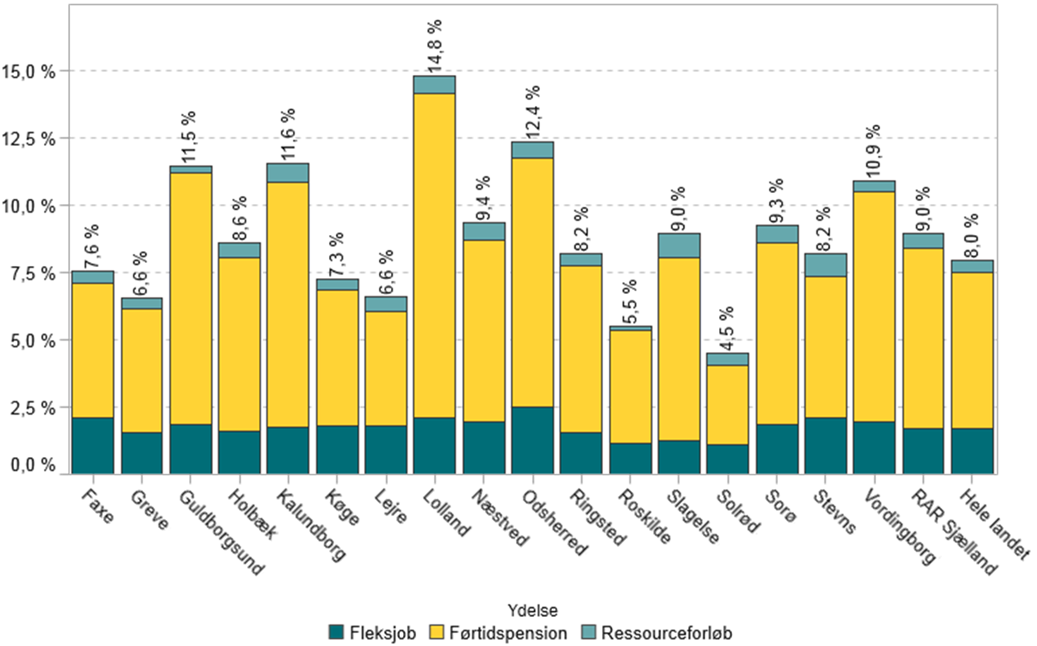 15,0 %
12,5 %
10,0 %
7,5 %
5,0 %
2,5 %
0,0 %
7,6 %
6,6 %
11,5 %
8,6 %
11,6 %
7,3 %
6,6 %
14,8 %
9,4 %
12,4 %
8,2 %
5,5 %
9,0 %
4,5 %
9,3 %
8,2 %
10,9 %
9,0 %
8,0 %
Faxe
Greve
Guldborgsund
Holbæk
Kalundborg
Køge
Lejre
Lolland
Næstved
Odsherred
Ringsted
Roskilde
Slagelse
Solrød
Sorø
Stevns
Vordingborg
RAR Sjælland
Hele landet
Ydelse
Fleksjob Førtidspension Ressourceforløb